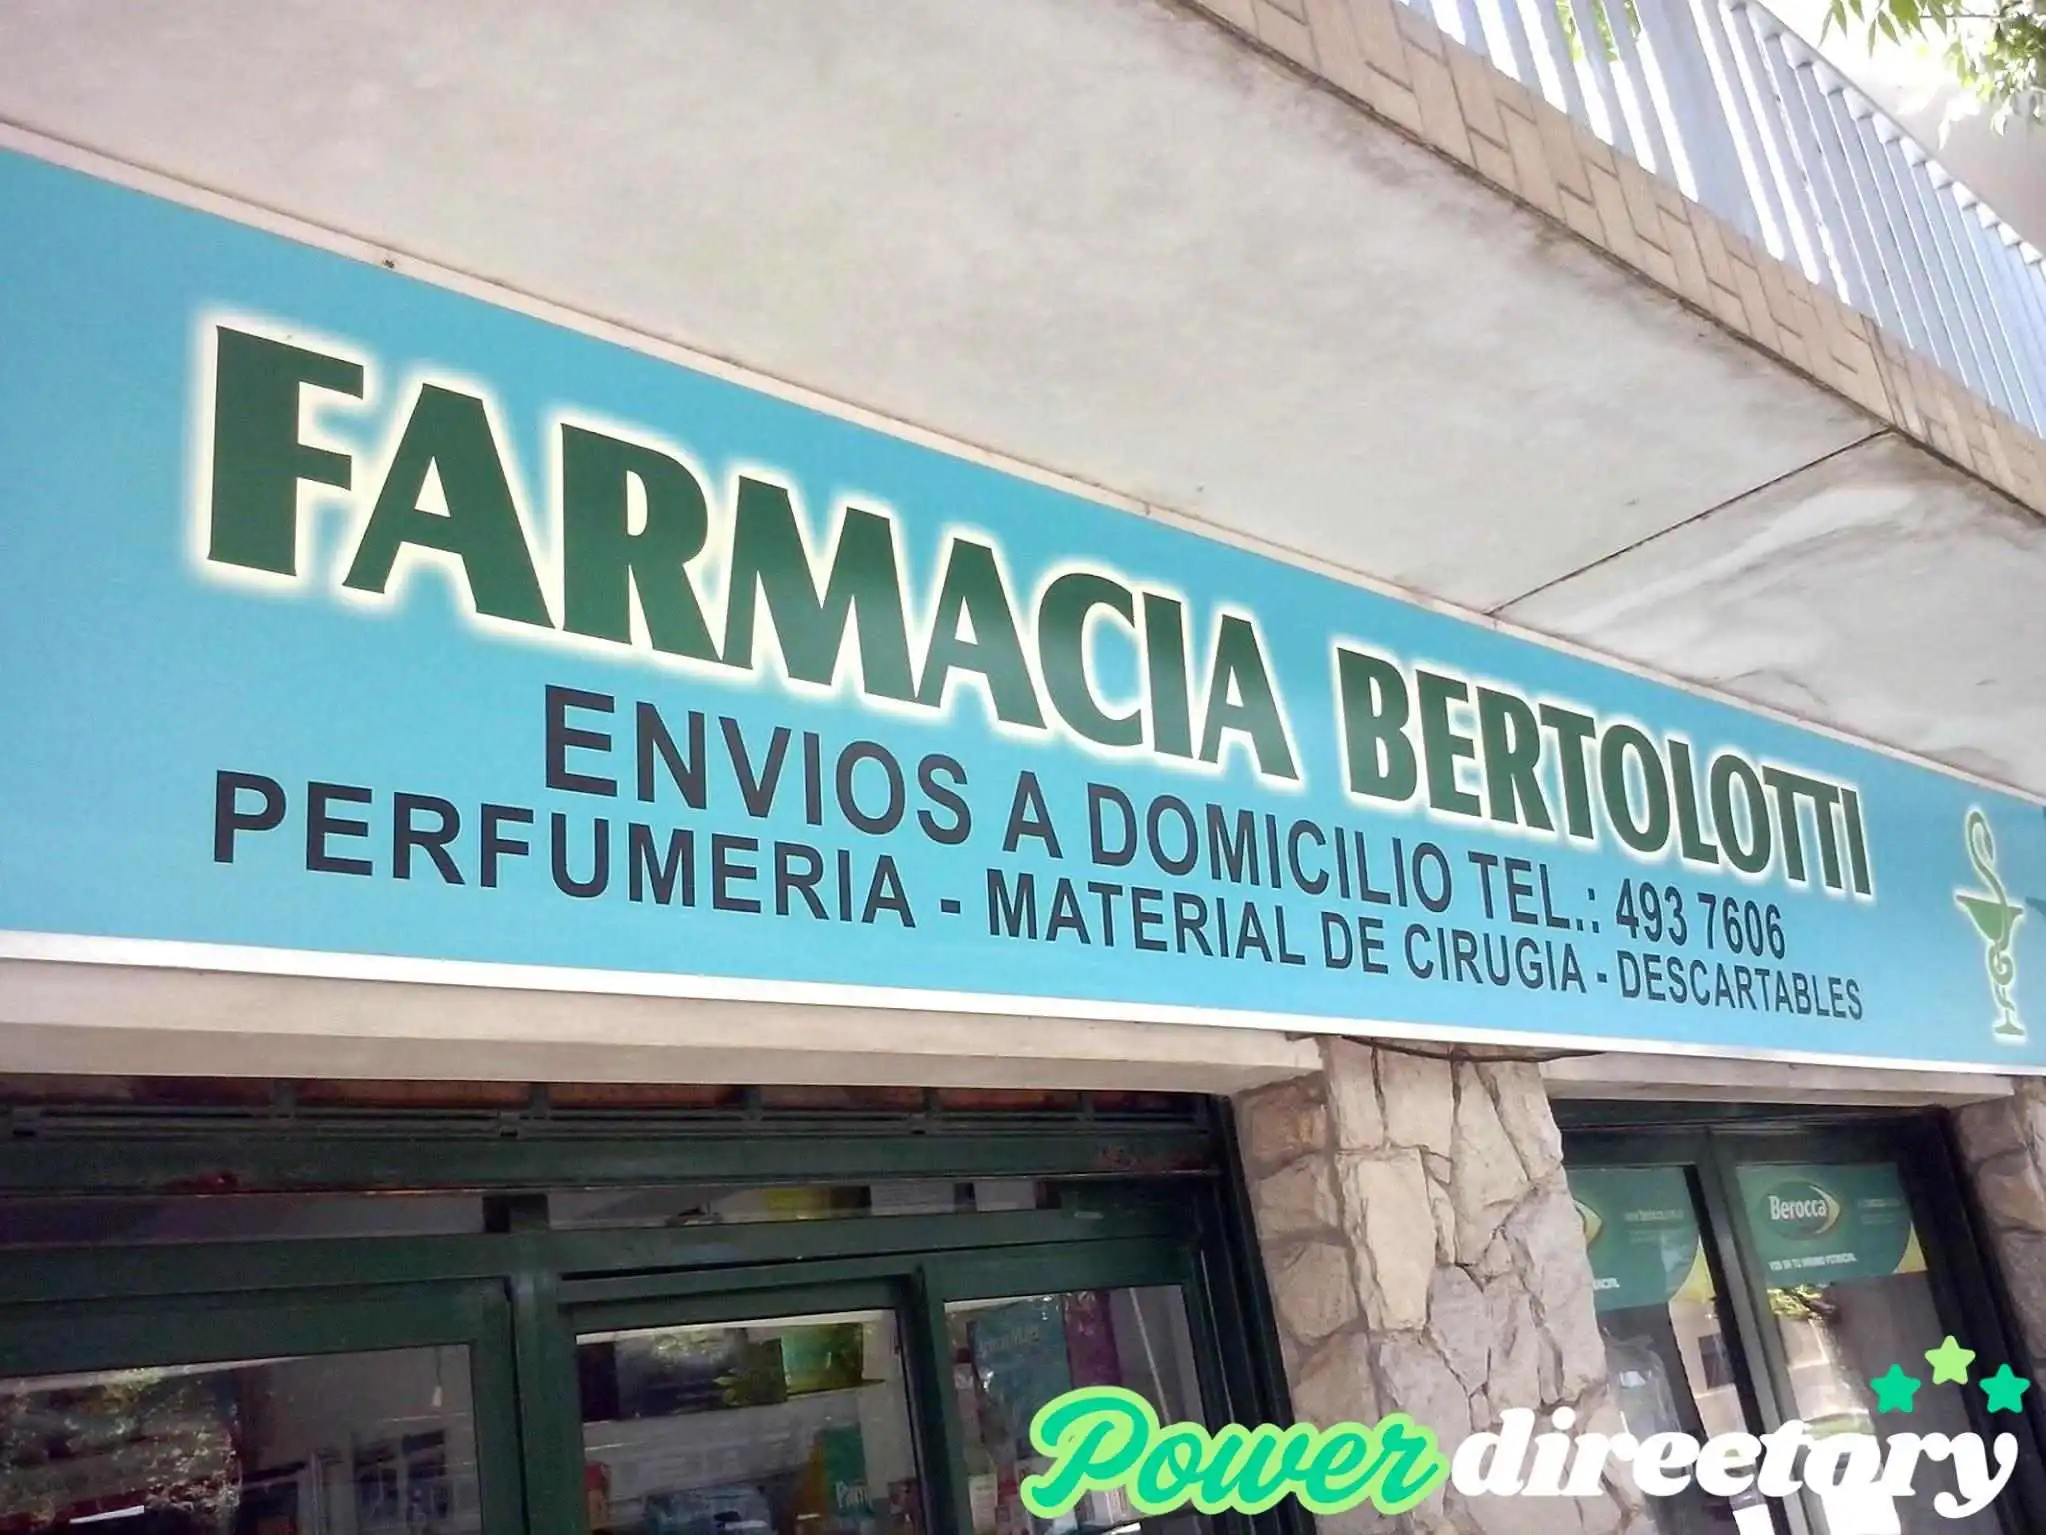 FARMACIA BERTOLOTTI
ENVIOS A DOMICILIO TEL.: 493 7606
PERFUMERIA - MATERIAL DE CIRUGIA - DESCARTABLES
Berocca
Power directory